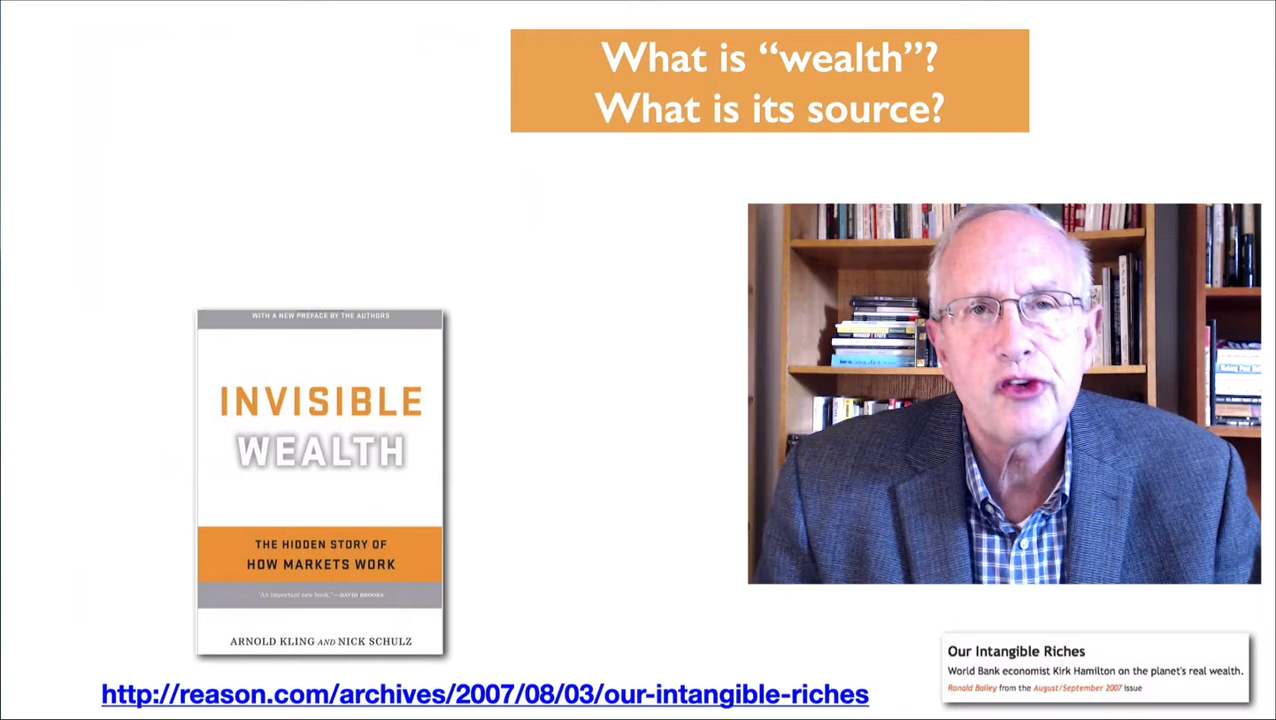 What is “wealth”?
What is its source?
WITH A NEW PREFACE BY THE AUTHORS
INVISIBLE
WEALTH
THE HIDDEN STORY OF
HOW MARKETS WORK
"An important new book."—DAVID BROOKS
ARNOLD KLING AND NICK SCHULZ
Our Intangible Riches
World Bank economist Kirk Hamilton on the planet's real wealth.
Ronald Bailey from the August/September 2007 issue
http://reason.com/archives/2007/08/03/our-intangible-riches